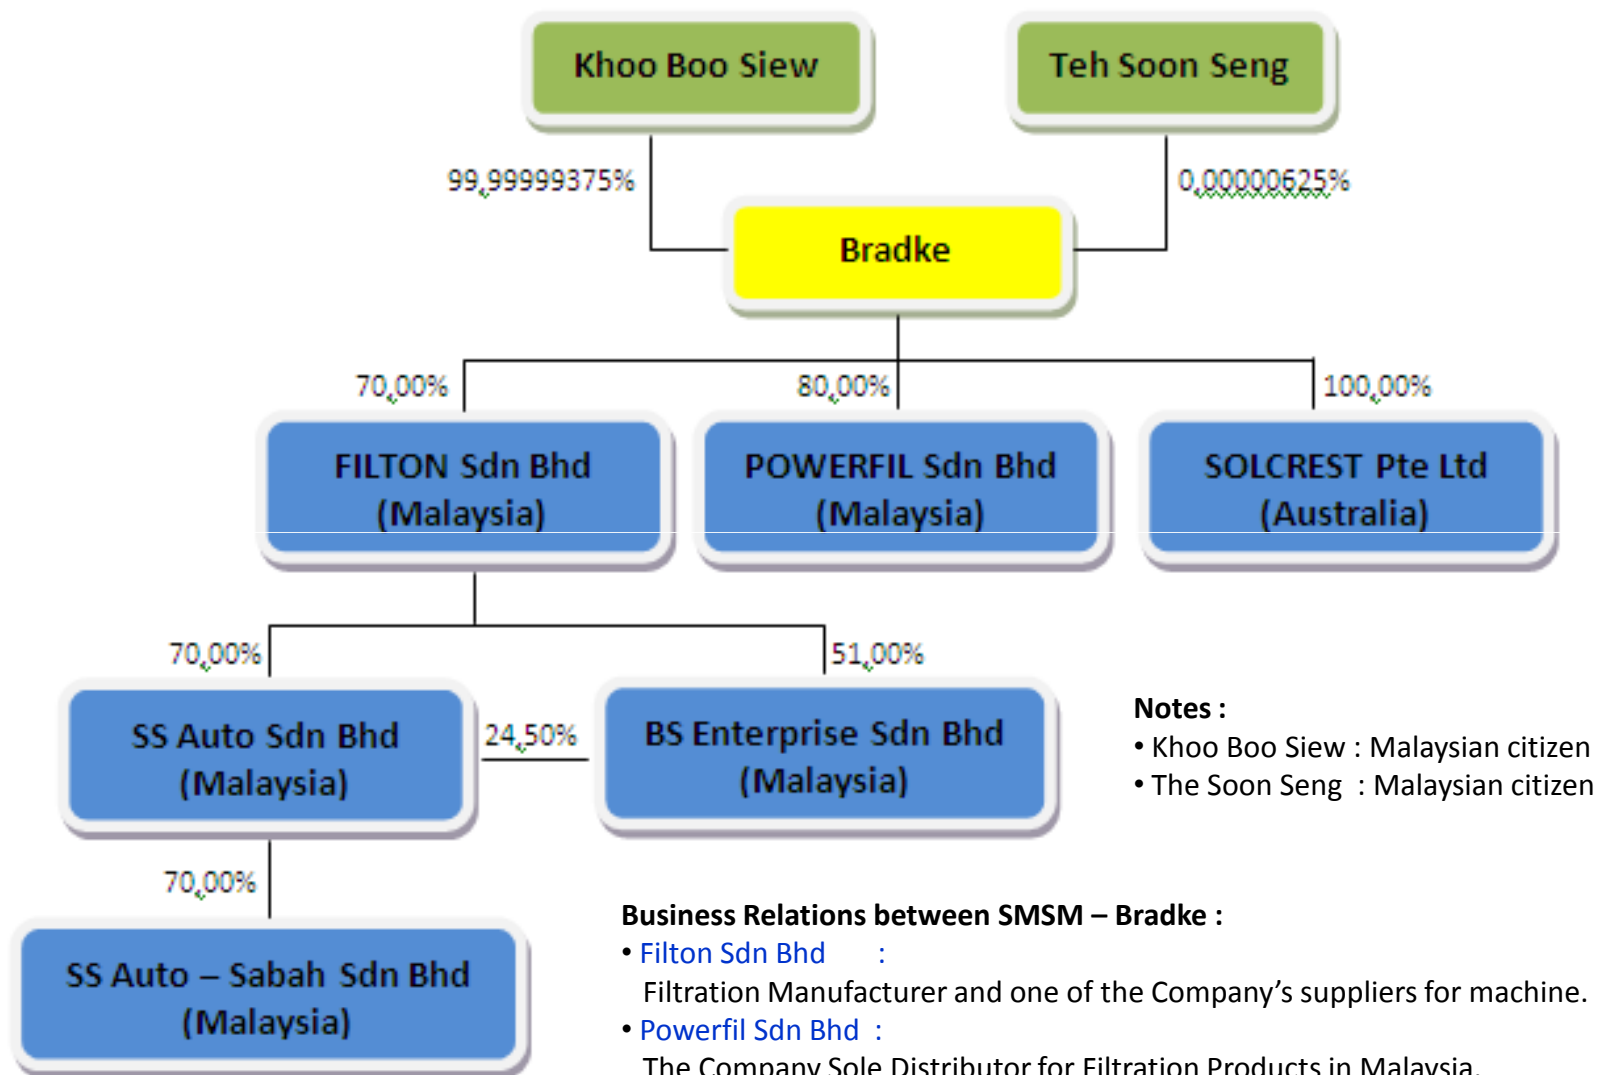 Khoo Boo Siew
Teh Soon Seng
99,99999375%
0,00000625%
Bradke
70,00%
80,00%
100,00%
FILTON Sdn Bhd
(Malaysia)
POWERFIL Sdn Bhd
(Malaysia)
SOLCREST Pte Ltd
(Australia)
70,00%
51,00%
SS Auto Sdn Bhd
(Malaysia)
24,50%
BS Enterprise Sdn Bhd
(Malaysia)
Notes :
• Khoo Boo Siew : Malaysian citizen
• The Soon Seng : Malaysian citizen
70,00%
SS Auto – Sabah Sdn Bhd
(Malaysia)
Business Relations between SMSM – Bradke :
• Filton Sdn Bhd :
Filtration Manufacturer and one of the Company’s suppliers for machine.
• Powerfil Sdn Bhd :
The Company Sole Distributor for Filtration Products in Malaysia.